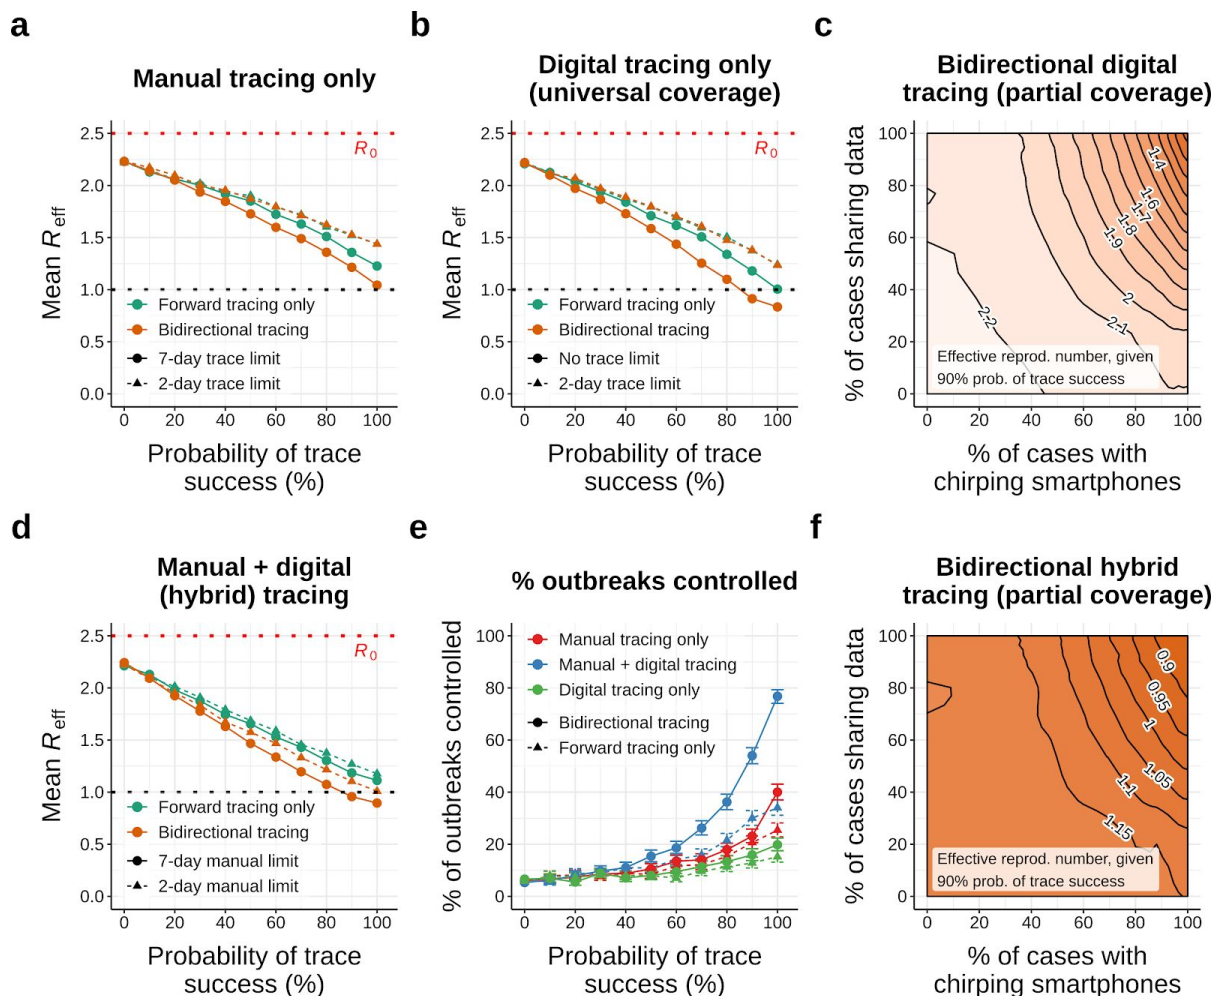 a
Manual tracing only
2.5
2.0
1.5
1.0
0.5
0.0
Mean Reff
R0
Forward tracing only
Bidirectional tracing
7-day trace limit
2-day trace limit
0 20 40 60 80 100
Probability of trace
success (%)
b
Digital tracing only
(universal coverage)
2.5
2.0
1.5
1.0
0.5
0.0
Mean Reff
R0
Forward tracing only
Bidirectional tracing
No trace limit
2-day trace limit
0 20 40 60 80 100
Probability of trace
success (%)
c
Bidirectional digital
tracing (partial coverage)
100
80
60
40
20
0
% of cases sharing data
1.4
1.6
1.7
1.8
1.9
2
2.1
2.2
Effective reprod. number, given
90% prob. of trace success
0 20 40 60 80 100
% of cases with
chirping smartphones
d
Manual + digital
(hybrid) tracing
2.5
2.0
1.5
1.0
0.5
0.0
Mean Reff
R0
Forward tracing only
Bidirectional tracing
7-day manual limit
2-day manual limit
0 20 40 60 80 100
Probability of trace
success (%)
e
% outbreaks controlled
100
80
60
40
20
0
% of outbreaks controlled
Manual tracing only
Manual + digital tracing
Digital tracing only
Bidirectional tracing
Forward tracing only
0 20 40 60 80 100
Probability of trace
success (%)
f
Bidirectional hybrid
tracing (partial coverage)
100
80
60
40
20
0
% of cases sharing data
0.9
0.95
1
1.05
1.1
1.15
Effective reprod. number, given
90% prob. of trace success
0 20 40 60 80 100
% of cases with
chirping smartphones